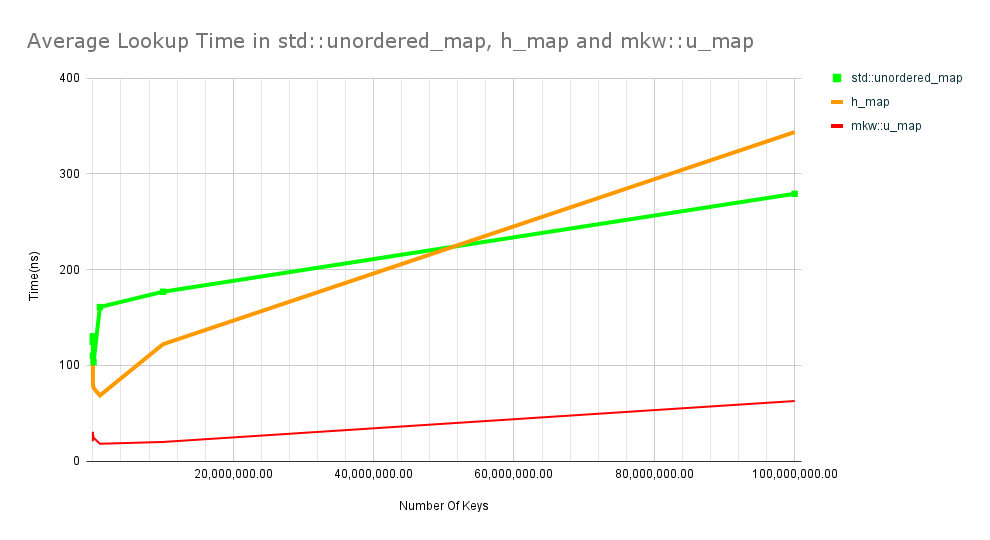 Average Lookup Time in std::unordered_map, h_map and mkw::u_map
std::unordered_map
h_map
mkw::u_map
400
300
200
100
0
Time(ns)
20,000,000.00 40,000,000.00 60,000,000.00 80,000,000.00 100,000,000.00
Number Of Keys